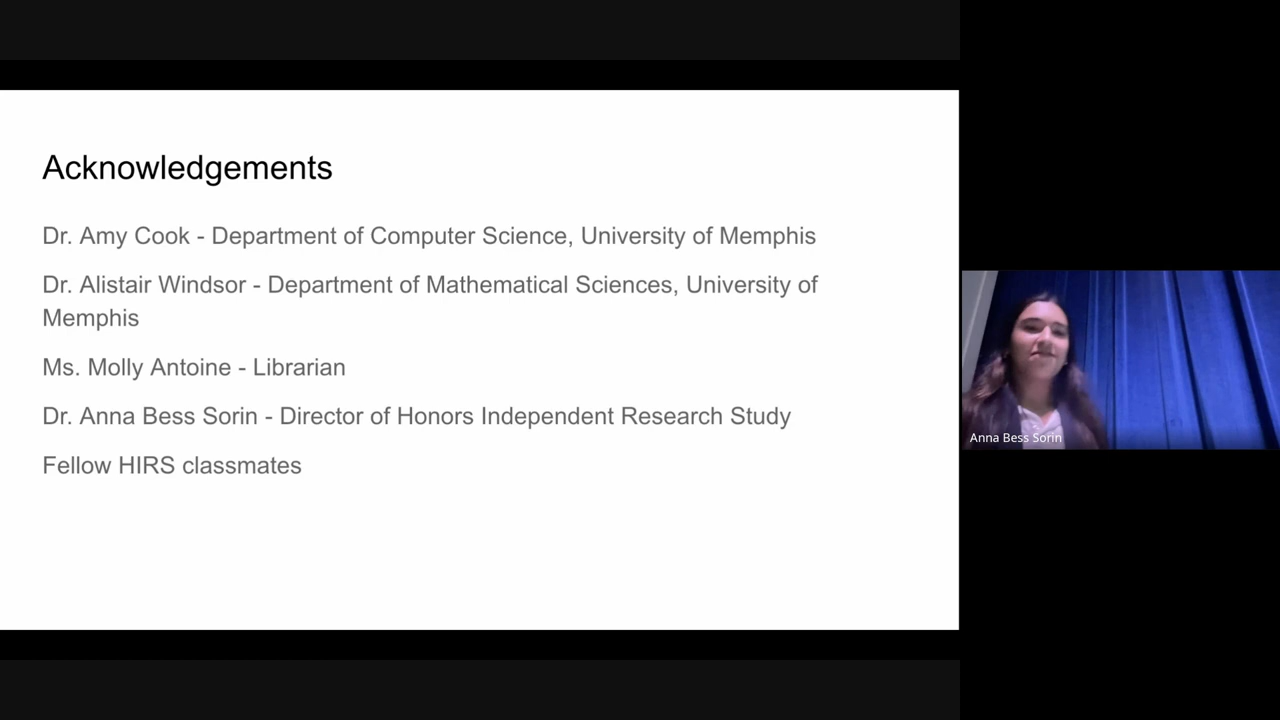 Acknowledgements
Dr. Amy Cook - Department of Computer Science, University of Memphis
Dr. Alistair Windsor - Department of Mathematical Sciences, University of
Memphis
Ms. Molly Antoine - Librarian
Dr. Anna Bess Sorin - Director of Honors Independent Research Study
Fellow HIRS classmates
Anna Bess Sorin